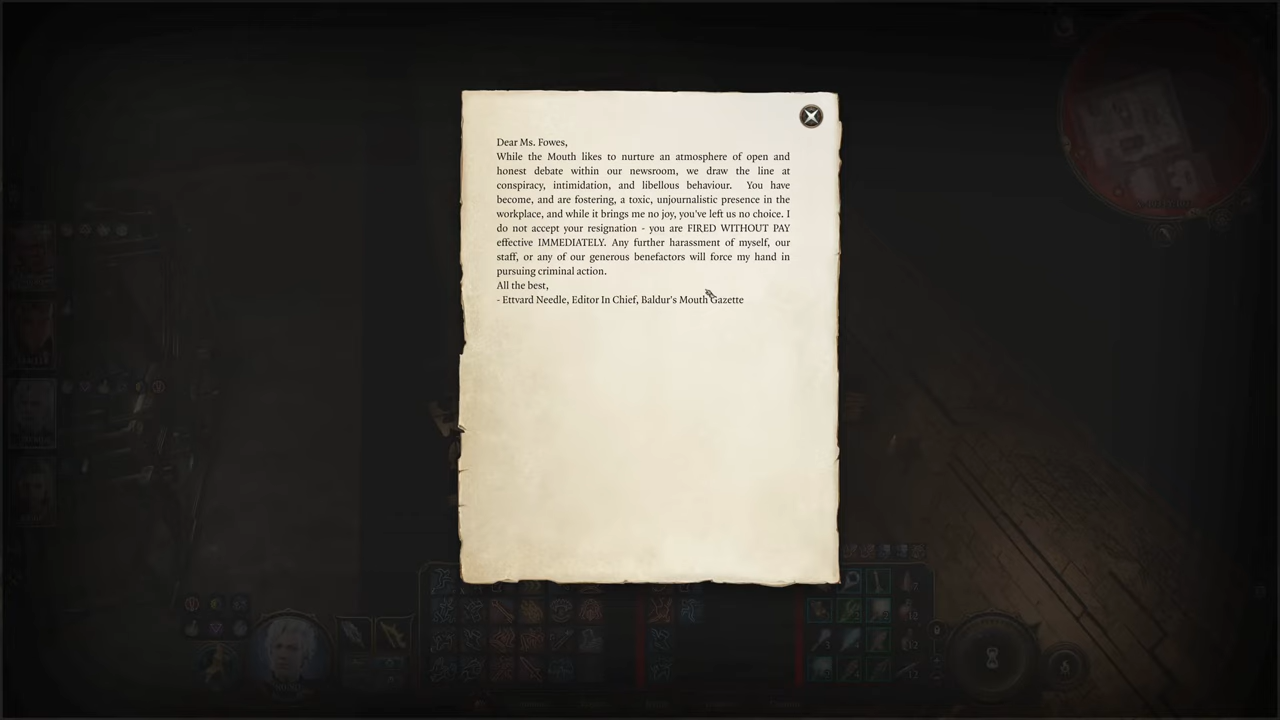 Dear Ms. Fowes,
While the Mouth likes to nurture an atmosphere of open and
honest debate within our newsroom, we draw the line at
conspiracy, intimidation, and libellous behaviour. You have
become, and are fostering, a toxic, unjournalistic presence in the
workplace, and while it brings me no joy, you've left us no choice. I
do not accept your resignation - you are FIRED WITHOUT PAY
effective IMMEDIATELY. Any further harassment of myself, our
staff, or any of our generous benefactors will force my hand in
pursuing criminal action.
All the best,
- Ettvard Needle, Editor In Chief, Baldur's Mouth Gazette